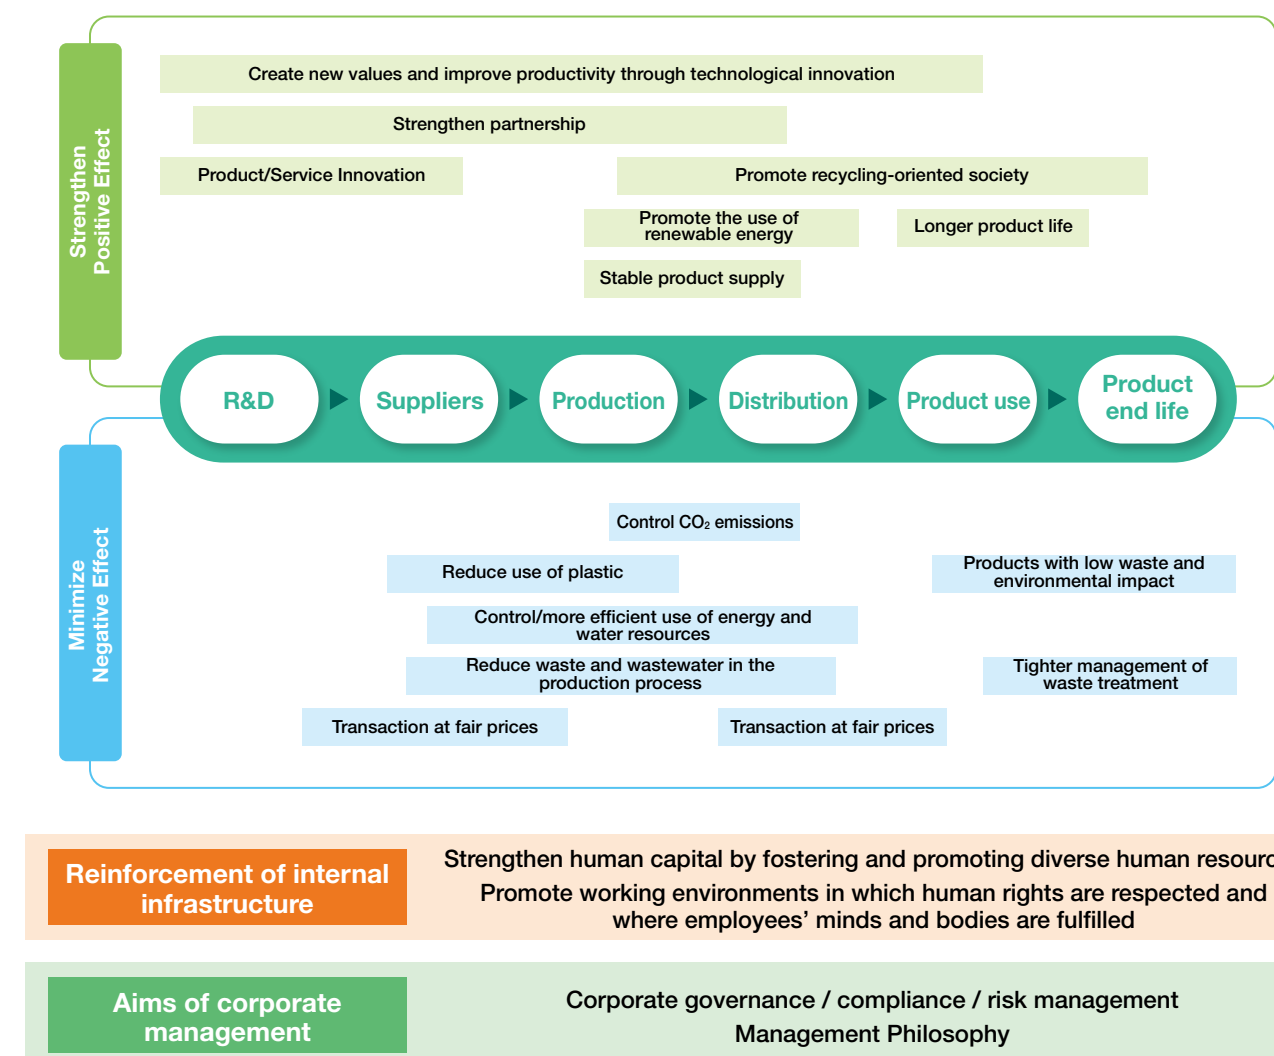 Strengthen
Positive Effect
Create new values and improve productivity through technological innovation
Strengthen partnership
Product/Service Innovation
Promote recycling-oriented society
Promote the use of
renewable energy
Longer product life
Stable product supply
R&D
Suppliers
Production
Distribution
Product use
Product
end life
Minimize
Negative Effect
Control CO₂ emissions
Reduce use of plastic
Products with low waste and
environmental impact
Control/more efficient use of energy and
water resources
Reduce waste and wastewater in the
production process
Tighter management of
waste treatment
Transaction at fair prices
Transaction at fair prices
Reinforcement of internal
infrastructure
Strengthen human capital by fostering and promoting diverse human
Promote working environments in which human rights are respected and
where employees’ minds and bodies are fulfilled
Aims of corporate
management
Corporate governance / compliance / risk management
Management Philosophy